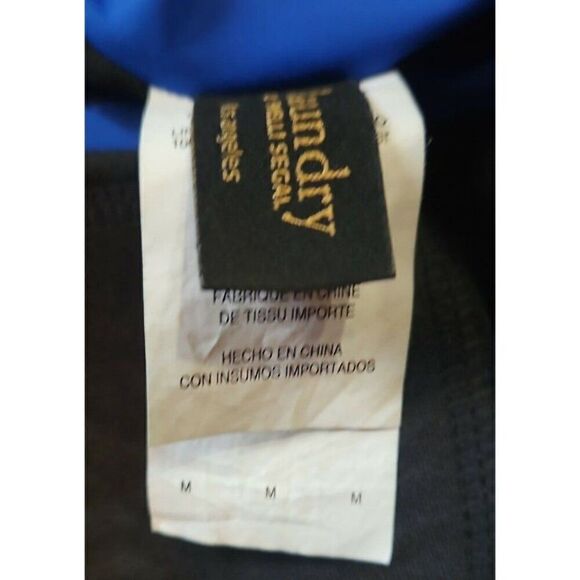 laundry
BY SHELLI SEGAL
los angeles
FABRIQUE EN CHINE
DE TISSU IMPORTE
HECHO EN CHINA
CON INSUMOS IMPORTADOS
M M M